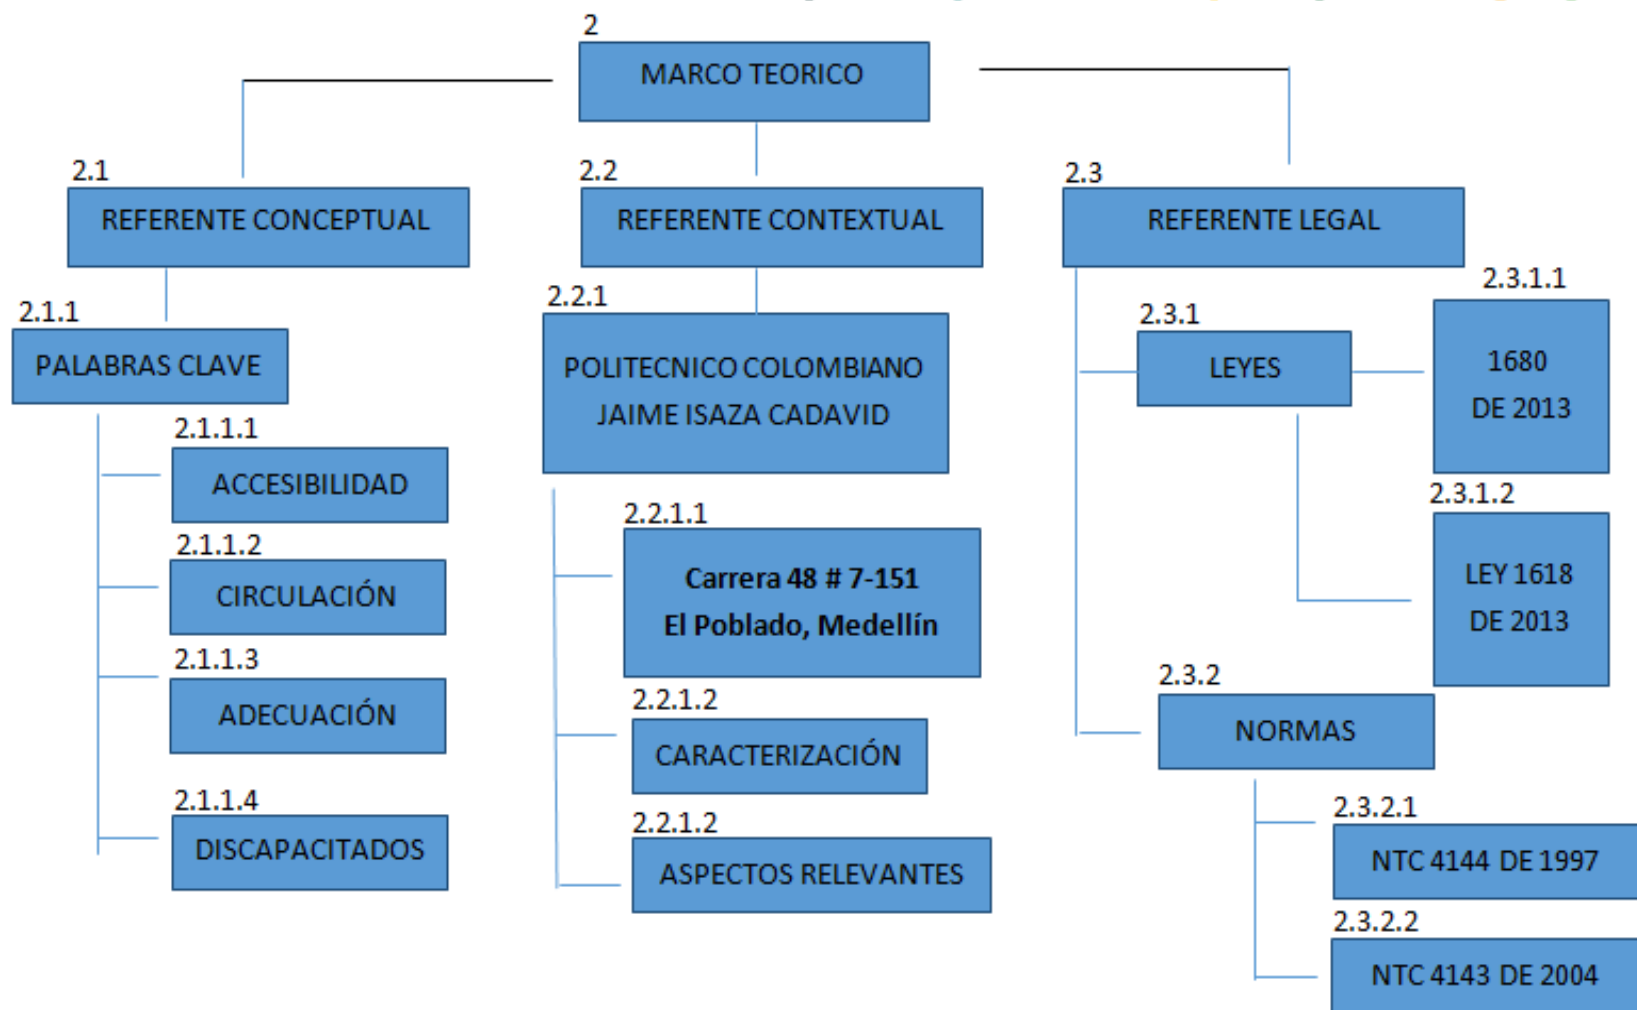 2
MARCO TEORICO
2.1
REFERENTE CONCEPTUAL
2.1.1
PALABRAS CLAVE
2.1.1.1
ACCESIBILIDAD
2.1.1.2
CIRCULACIÓN
2.1.1.3
ADECUACIÓN
2.1.1.4
DISCAPACITADOS
2.2
REFERENTE CONTEXTUAL
2.2.1
POLITECNICO COLOMBIANO
JAIME ISAZA CADAVID
2.2.1.1
Carrera 48 # 7-151
El Poblado, Medellín
2.2.1.2
CARACTERIZACIÓN
2.2.1.2
ASPECTOS RELEVANTES
2.3
REFERENTE LEGAL
2.3.1
LEYES
2.3.1.1
1680
DE 2013
2.3.1.2
LEY 1618
DE 2013
2.3.2
NORMAS
2.3.2.1
NTC 4144 DE 1997
2.3.2.2
NTC 4143 DE 2004